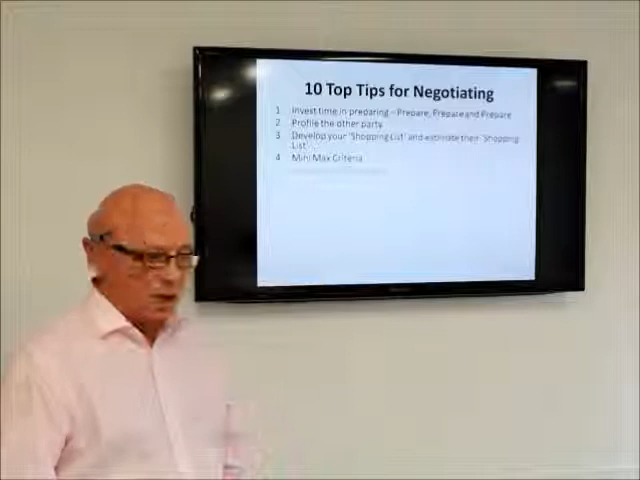 10 Top Tips for Negotiating
1 Invest time in preparing – Prepare, Prepare and Prepare
2 Profile the other party
3 Develop your 'Shopping List' and estimate their 'Shopping
List'
4 Mini Max Criteria